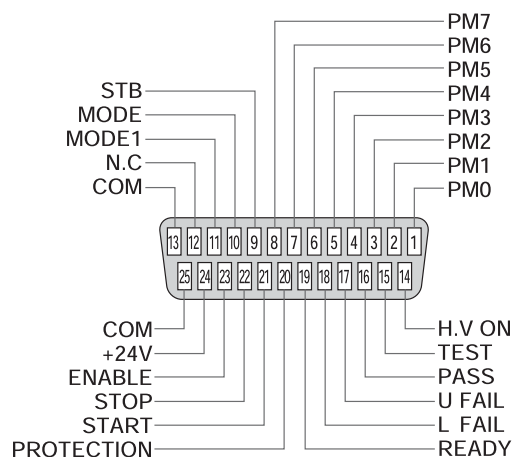 PM7
PM6
PM5
STB
PM4
MODE
PM3
MODE1
PM2
N.C
PM1
COM
PM0
13 12 11 10 9 8 7 6 5 4 3 2 1
25 24 23 22 21 20 19 18 17 16 15 14
COM
H.V ON
+24V
TEST
ENABLE
PASS
STOP
U FAIL
START
L FAIL
PROTECTION
READY